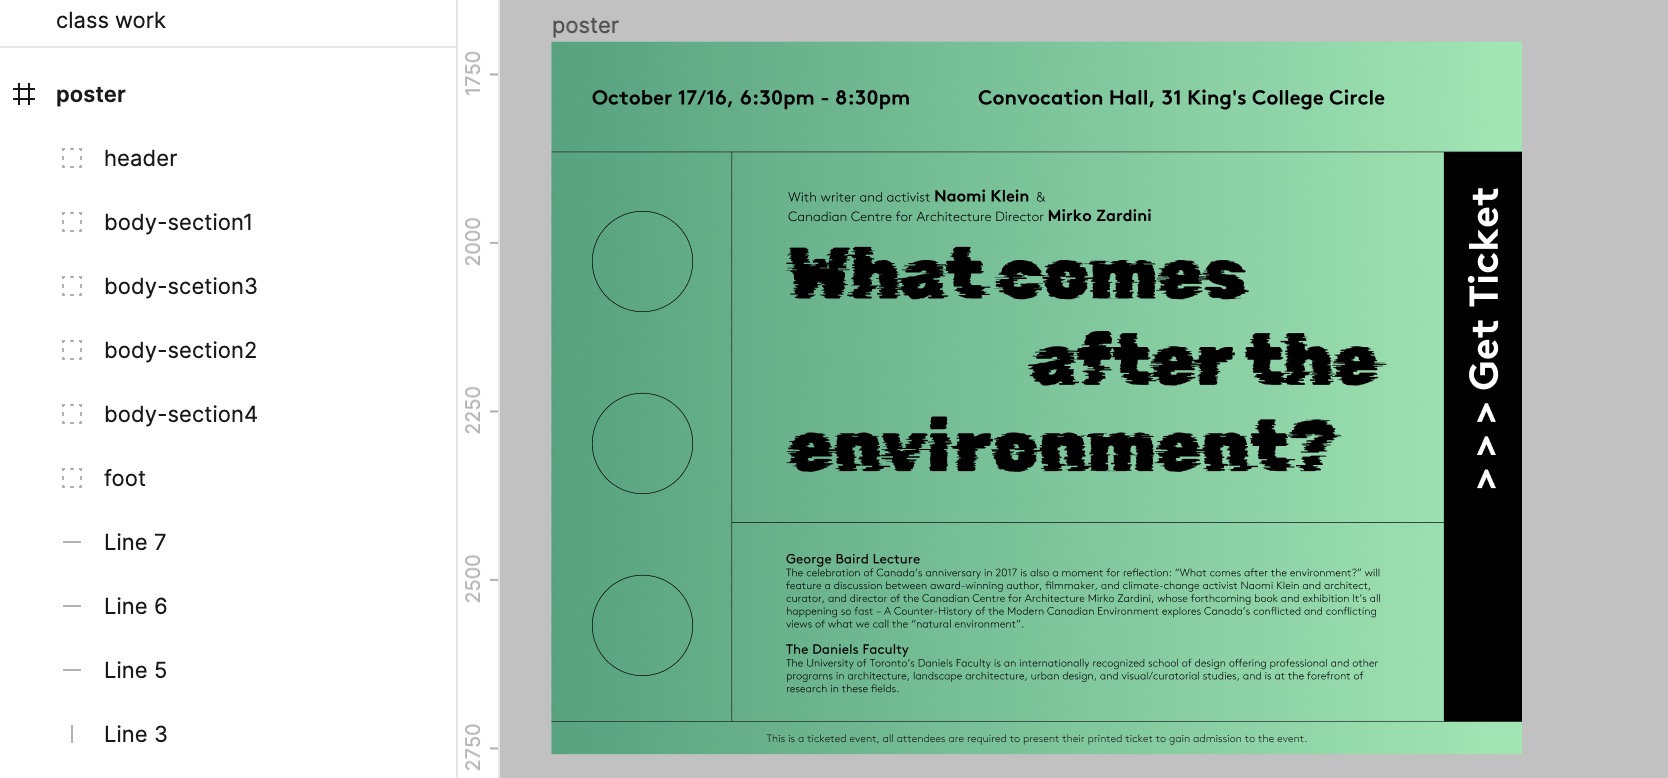 class work
poster
header
body-section1
body-scetion3
body-section2
body-section4
foot
Line 7
Line 6
Line 5
Line 3
1750
2000
2250
2500
2750
poster
October 17/16, 6:30pm - 8:30pm
Convocation Hall, 31 King's College Circle
With writer and activist Naomi Klein &
Canadian Centre for Architecture Director Mirko Zardini
What comes
after the
environment?
> > > Get Ticket
George Baird Lecture
The celebration of Canada's anniversary in 2017 is also a moment for reflection: “What comes after the environment?” will
feature a discussion between award-winning author, filmmaker, and climate-change activist Naomi Klein and architect,
curator, and director of the Canadian Centre for Architecture Mirko Zardini, whose forthcoming book and exhibition It's all
happening so fast – A Counter-History of the Modern Canadian Environment explores Canada's conflicted and conflicting
views of what we call the “natural environment”.
The Daniels Faculty
The University of Toronto's Daniels Faculty is an internationally recognized school of design offering professional and other
programs in architecture, landscape architecture, urban design, and visual/curatorial studies, and is at the forefront of
research in these fields.
This is a ticketed event, all attendees are required to present their printed ticket to gain admission to the event.